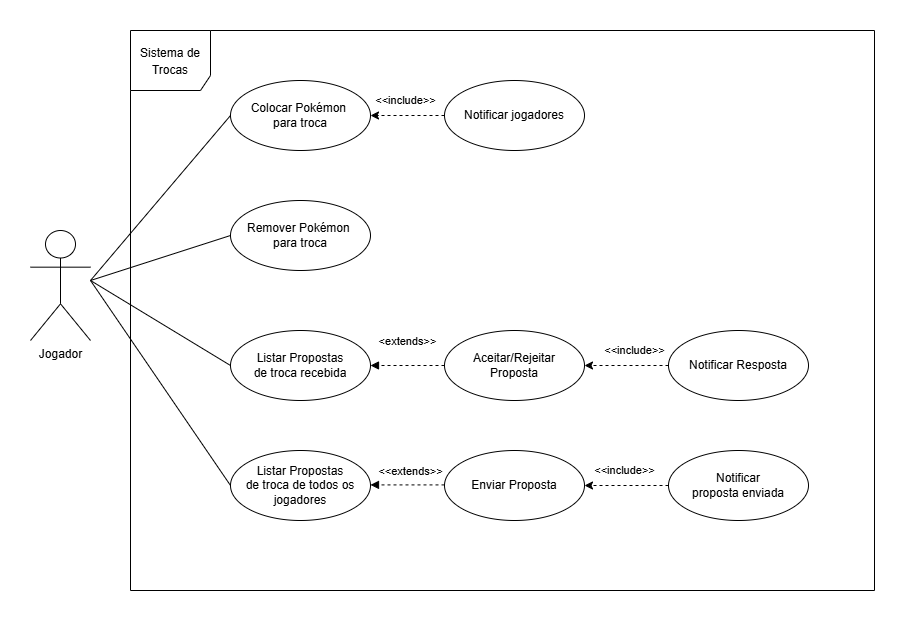 Sistema de
Trocas
Colocar Pokémon
para troca
<<include>>
Notificar jogadores
Remover Pokémon
para troca
Jogador
Listar Propostas
de troca recebida
<extends>>
Aceitar/Rejeitar
Proposta
<<include>>
Notificar Resposta
Listar Propostas
de troca de todos os
jogadores
<<extends>>
Enviar Proposta
<<include>>
Notificar
proposta enviada